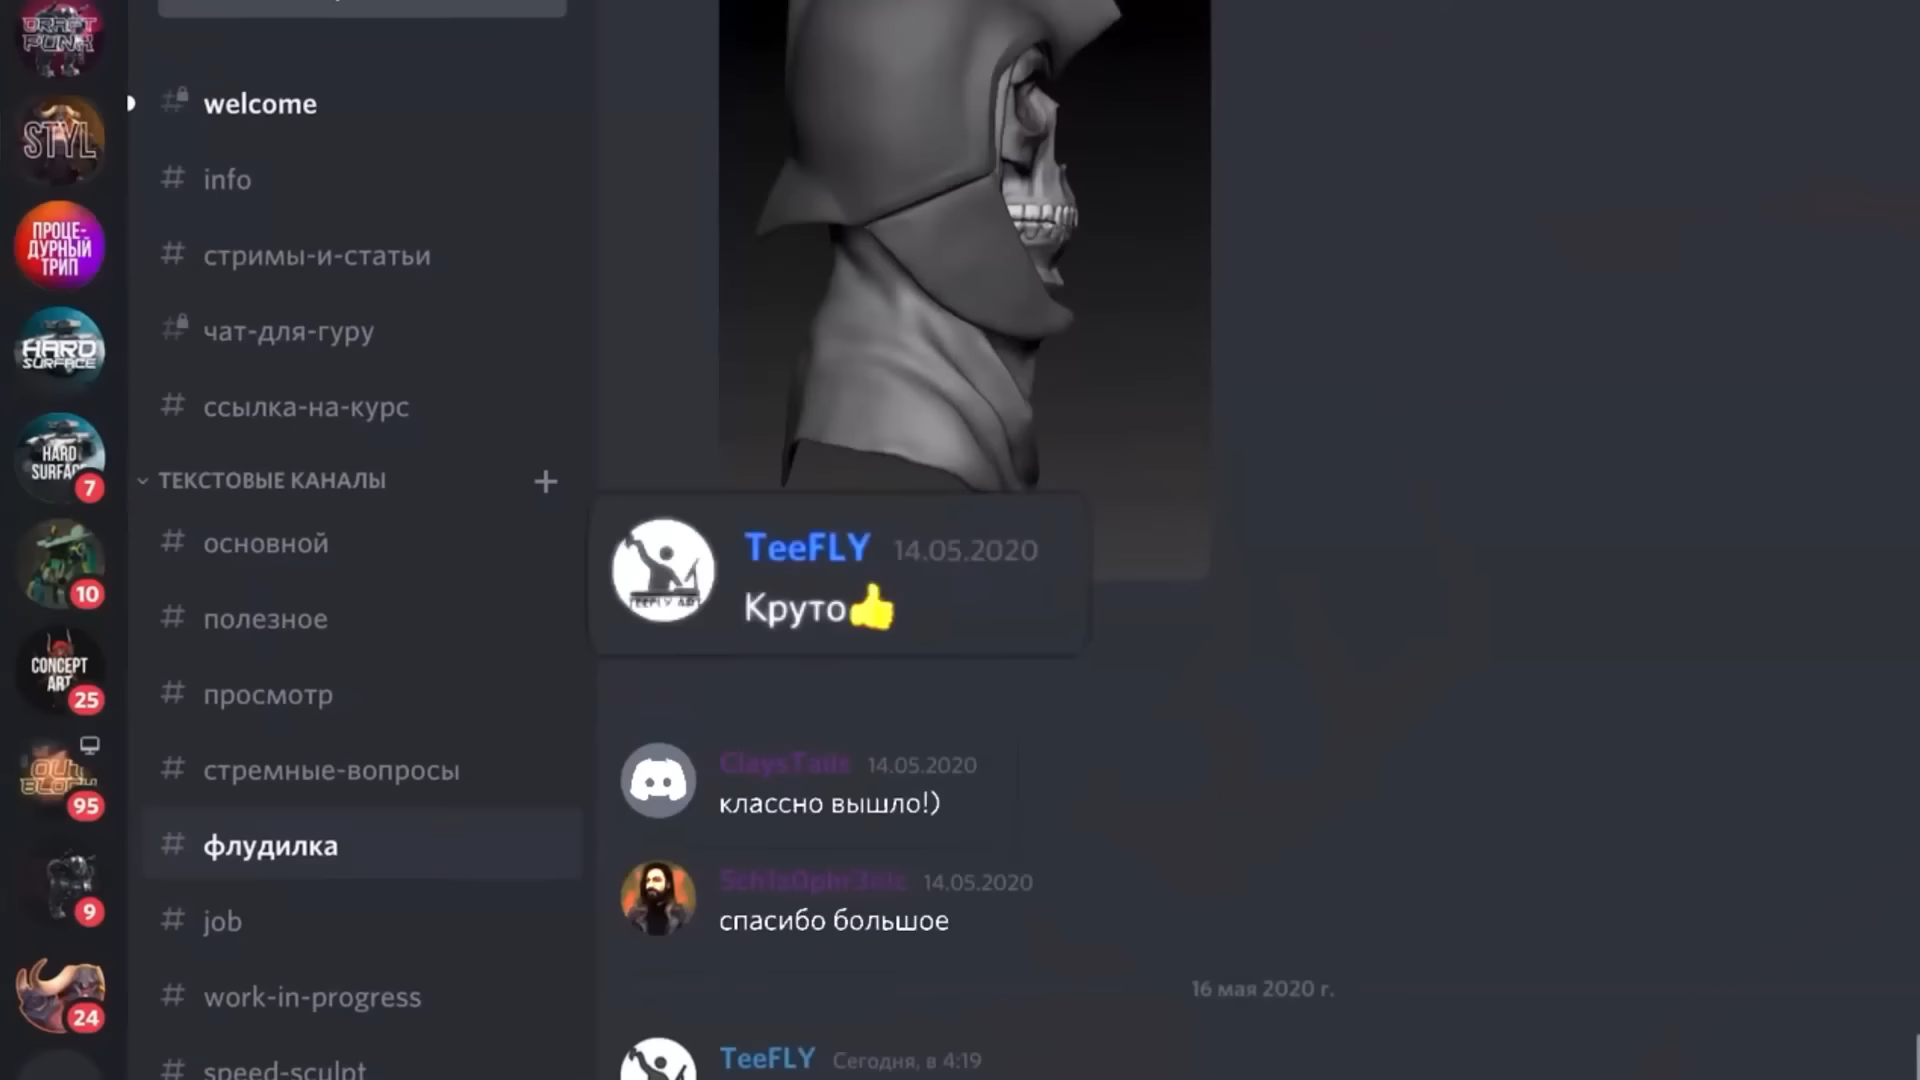 DRAFT
PUNK
STYL
ПРОЦЕ-
ДУРНЫЙ
ТРИП
HARD
SURFACE
HARD
7
10
CONCEPT
ART
25
95
9
24
welcome
info
стримы-и-статьи
чат-для-гуру
ссылка-на-курс
ТЕКСТОВЫЕ КАНАЛЫ
основной
полезное
просмотр
стремные-вопросы
флудилка
job
work-in-progress
speed-sculpt
TeeFLY 14.05.2020
Круто👍
ClaysTails 14.05.2020
классно вышло!)
14.05.2020
спасибо большое
16 мая 2020 г.
TeeFLY Сегодня, в 4:19